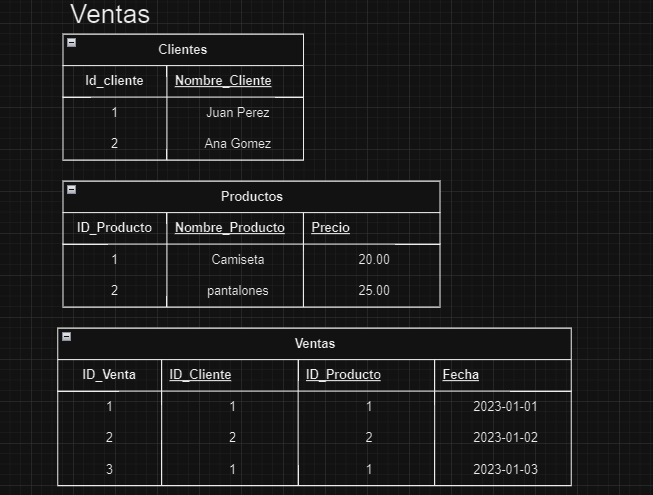 Ventas
Clientes
Id_cliente Nombre_Cliente
1 Juan Perez
2 Ana Gomez
Productos
ID_Producto Nombre_Producto Precio
1 Camiseta 20.00
2 pantalones 25.00
Ventas
ID_Venta ID_Cliente ID_Producto Fecha
1 1 1 2023-01-01
2 2 2 2023-01-02
3 1 1 2023-01-03